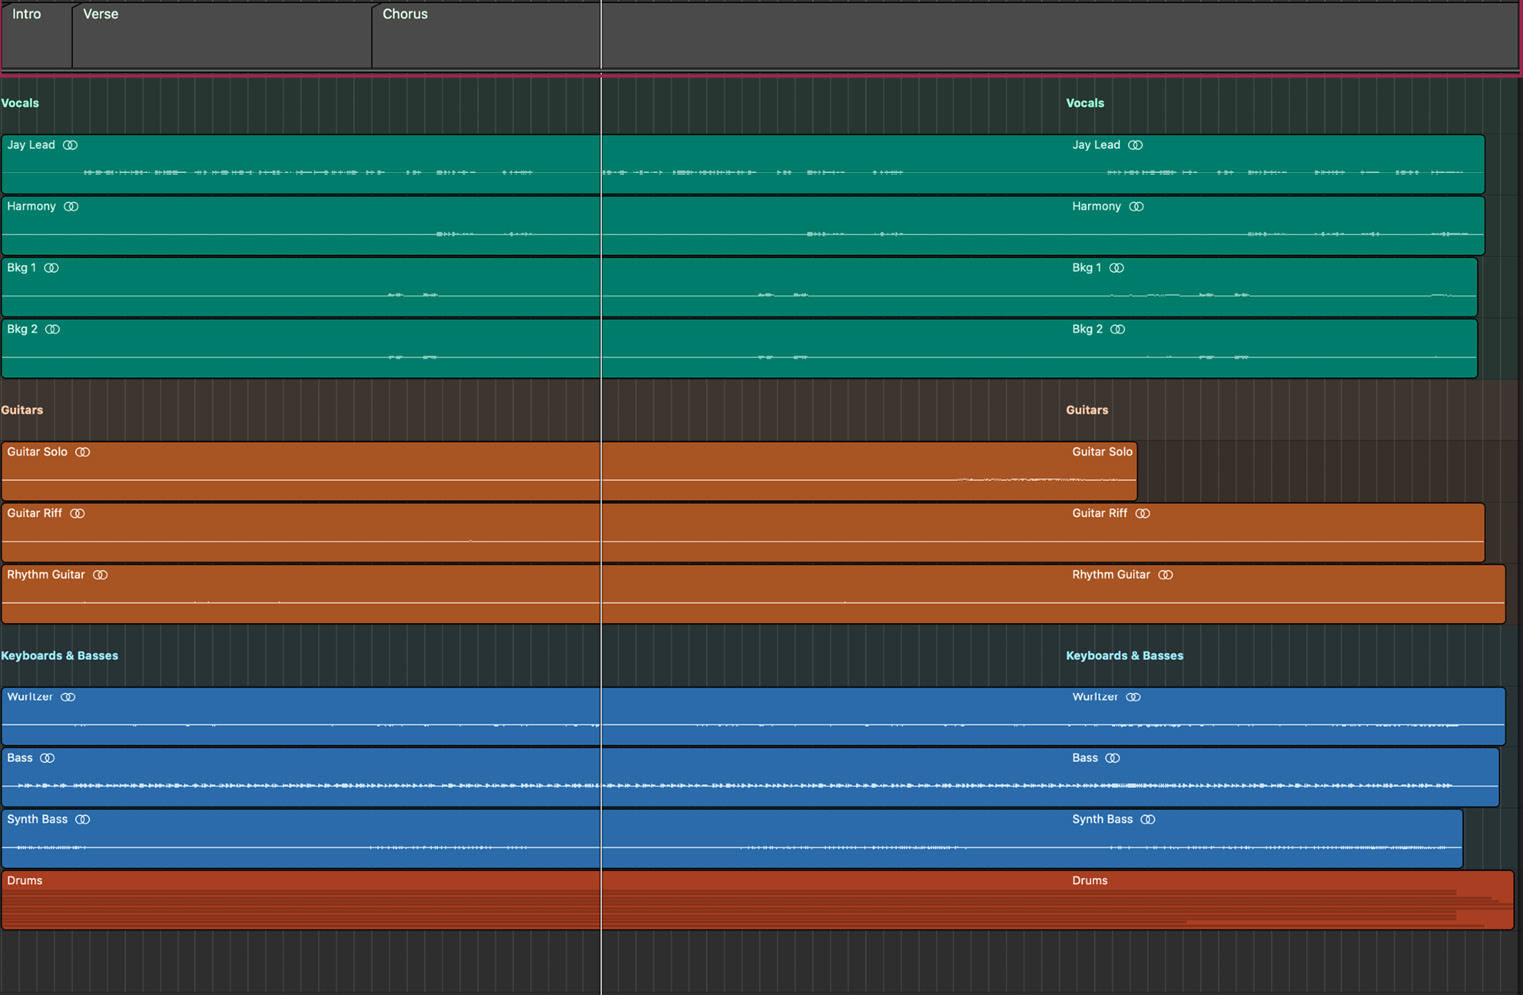 Intro Verse Chorus
Vocals Vocals
Jay Lead Jay Lead
Harmony Harmony
Bkg 1 Bkg 1
Bkg 2 Bkg 2
Guitars Guitars
Guitar Solo Guitar Solo
Guitar Riff Guitar Riff
Rhythm Guitar Rhythm Guitar
Keyboards & Basses Keyboards & Basses
Wurltzer Wurltzer
Bass Bass
Synth Bass Synth Bass
Drums Drums